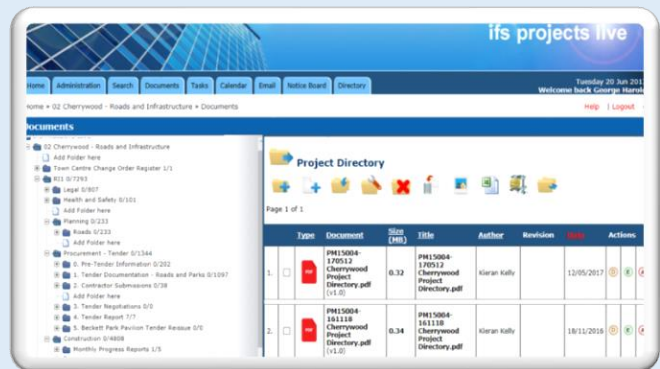 ifs projects live
Home Administration Search Documents Tasks Calendar Email Notice Board Directory
Tuesday 20 Jun 201
Welcome back George Harol
Home » 02 Cherrywood - Roads and Infrastructure » Documents
Help | Logout
Documents
02 Cherrywood - Roads and Infrastructure
Add Folder here
Town Centre Change Order Register 1/1
RI1 0/7293
Legal 0/807
Health and Safety 0/101
Add Folder here
Planning 0/233
Roads 0/233
Add Folder here
Procurement - Tender 0/1344
0. Pre-Tender Information 0/202
1. Tender Documentation - Roads and Parks 0/1097
2. Contractor Submissions 0/38
Add Folder here
3. Tender Negotiations 0/0
4. Tender Report 7/7
5. Beckett Park Pavilion Tender Reissue 0/0
Construction 0/4808
Monthly Progress Reports 1/5
Project Directory
Page 1 of 1
Type Document Size (MB) Title Author Revision Actions
1. PM15004-170512 Cherrywood Project Directory.pdf (v1.0) 0.32 PM15004-170512 Cherrywood Project Directory.pdf Kieran Kelly 12/05/2017
2. PM15004-161118 Cherrywood Project Directory.pdf (v1.0) 0.34 PM15004-161118 Cherrywood Project Directory.pdf Kieran Kelly 18/11/2016